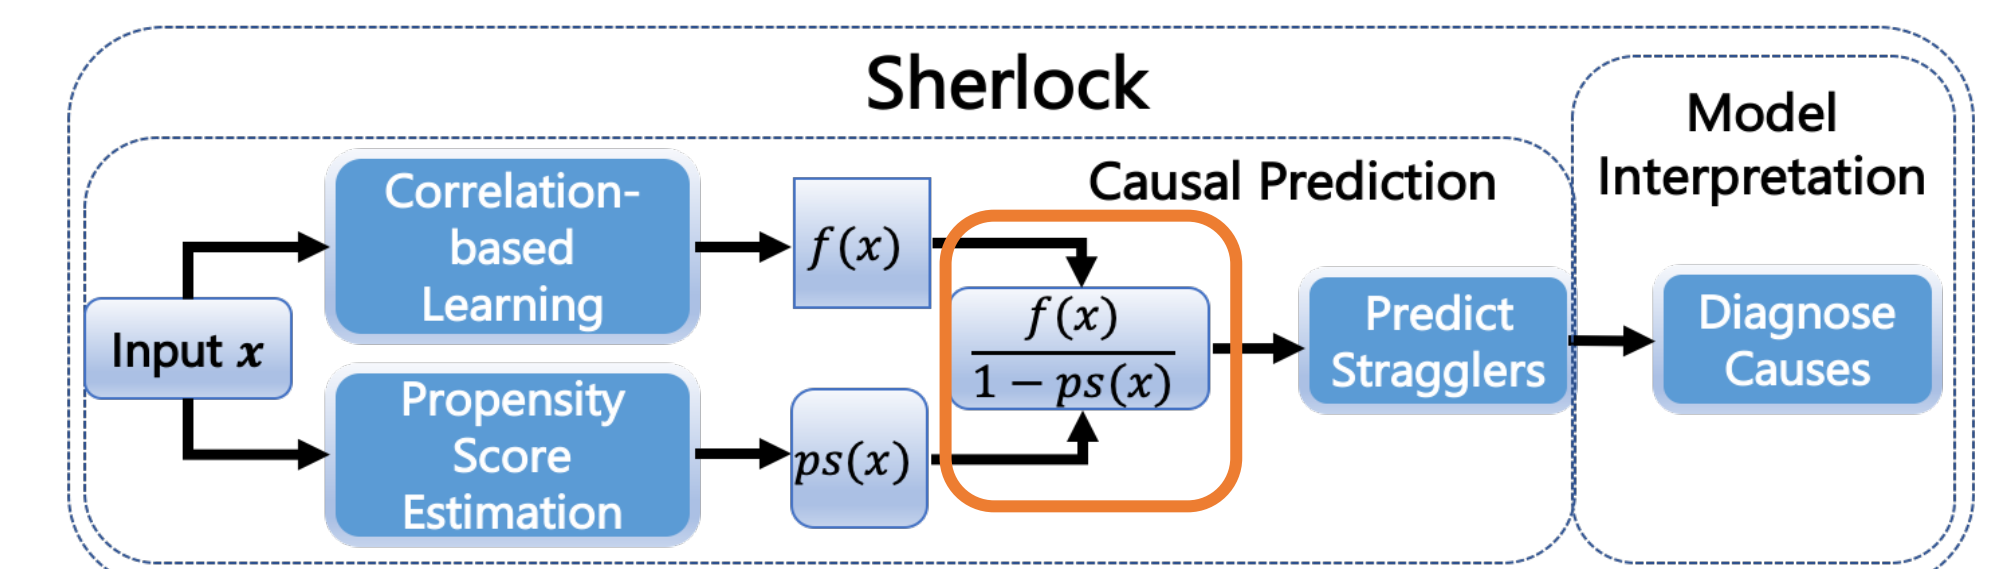 Sherlock
Model
Interpretation
Causal Prediction
Correlation-
based
Learning
f(x)
Input x
f(x)
1 − ps(x)
Predict
Stragglers
Diagnose
Causes
Propensity
Score
Estimation
ps(x)